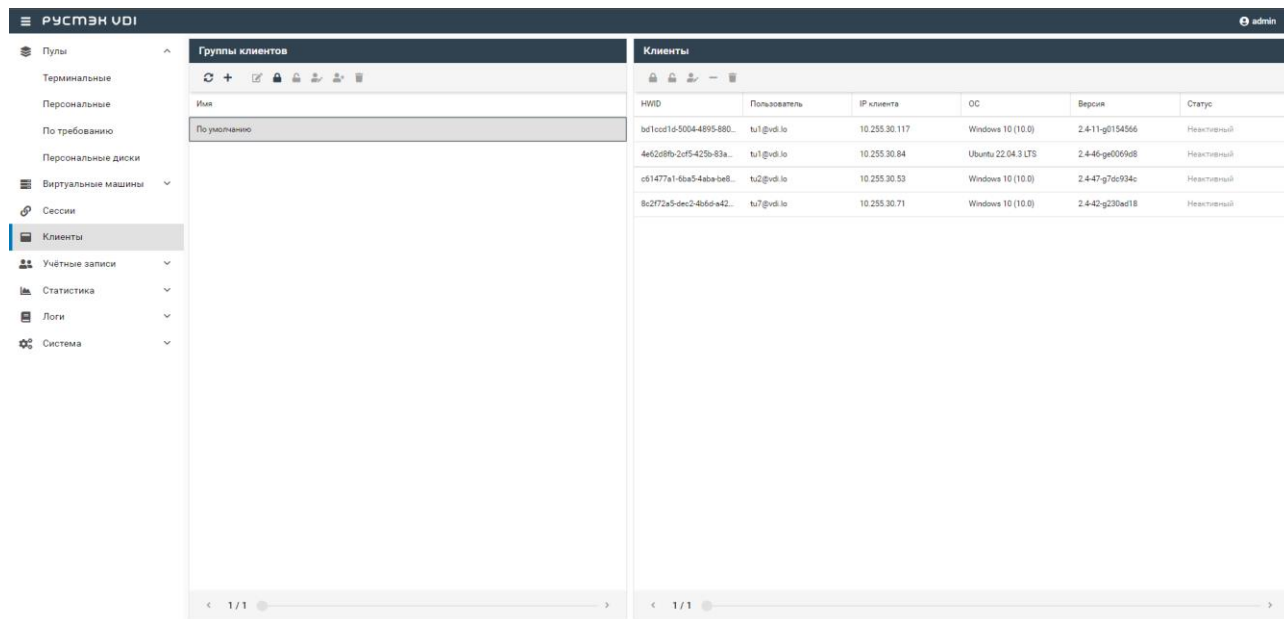 РУСТЭК VDI
admin
Пулы
Терминальные
Персональные
По требованию
Персональные диски
Виртуальные машины
Сессии
Клиенты
Учётные записи
Статистика
Логи
Система
Группы клиентов
Имя
По умолчанию
1 / 1
Клиенты
HWID Пользователь IP клиента ОС Версия Статус
bd1ccd1d-5004-4895-880... tu1@vdi.lo 10.255.30.117 Windows 10 (10.0) 2.4-11-g0154566 Неактивный
4e62d8fb-2cf5-425b-83a... tu1@vdi.lo 10.255.30.84 Ubuntu 22.04.3 LTS 2.4-46-ge0069d8 Неактивный
c61477a1-6ba5-4aba-be8... tu2@vdi.lo 10.255.30.53 Windows 10 (10.0) 2.4-47-g7dc934c Неактивный
8c2f72a5-dec2-4b6d-a42... tu7@vdi.lo 10.255.30.71 Windows 10 (10.0) 2.4-42-g230ad18 Неактивный
1 / 1